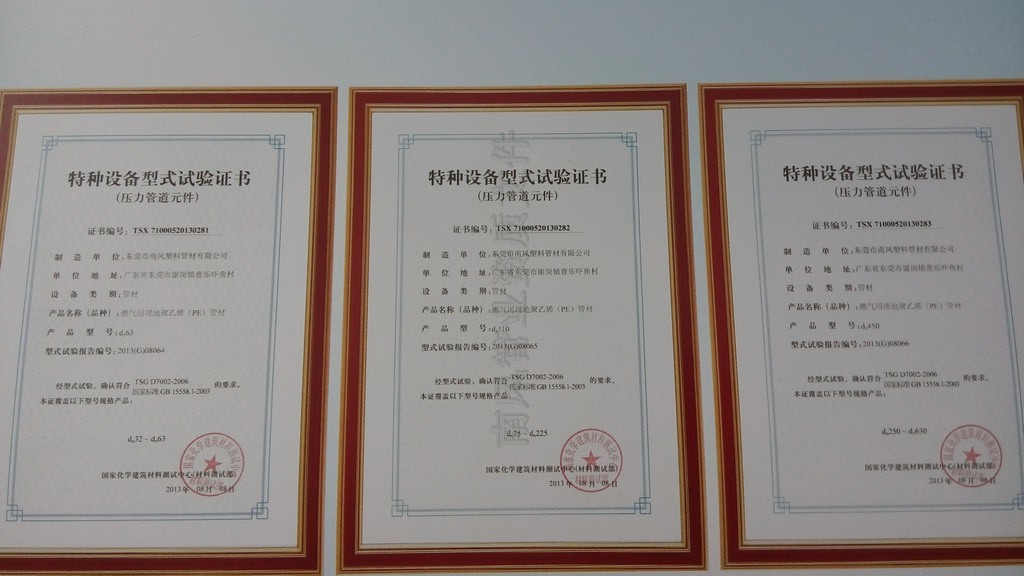 特种设备型式试验证书
(压力管道元件)
证书编号：TSX 71000520130281
制造单位：东莞市南风塑料管材有限公司
单位地址：广东省东莞市谢岗镇曹乐吓鱼村
设备类别：管材
产品名称（品种）：燃气用埋地聚乙烯（PE）管材
产品型号：dn63
型式试验报告编号：2013(G)08064
经型式试验，确认符合 TSG D7002-2006 国家标准 GB 15558.1-2003 的要求。
本证覆盖以下型号规格产品：
dn32～dn63
国家化学建筑材料测试中心(材料测试部)
2013年 08月 08日
特种设备型式试验证书
(压力管道元件)
证书编号：TSX 71000520130282
制造单位：东莞市南风塑料管材有限公司
单位地址：广东省东莞市谢岗镇曹乐吓鱼村
设备类别：管材
产品名称（品种）：燃气用埋地聚乙烯（PE）管材
产品型号：dn110
型式试验报告编号：2013(G)08065
经型式试验，确认符合 TSG D7002-2006 国家标准 GB 15558.1-2003 的要求。
本证覆盖以下型号规格产品：
dn75～dn225
国家化学建筑材料测试中心(材料测试部)
2013年 08月 08日
特种设备型式试验证书
(压力管道元件)
证书编号：TSX 71000520130283
制造单位：东莞市南风塑料管材有限公司
单位地址：广东省东莞市谢岗镇曹乐吓鱼村
设备类别：管材
产品名称（品种）：燃气用埋地聚乙烯（PE）管材
产品型号：dn450
型式试验报告编号：2013(G)08066
经型式试验，确认符合 TSG D7002-2006 国家标准 GB 15558.1-2003 的要求。
本证覆盖以下型号规格产品：
dn250～dn630
国家化学建筑材料测试中心(材料测试部)
2013年 08月 08日